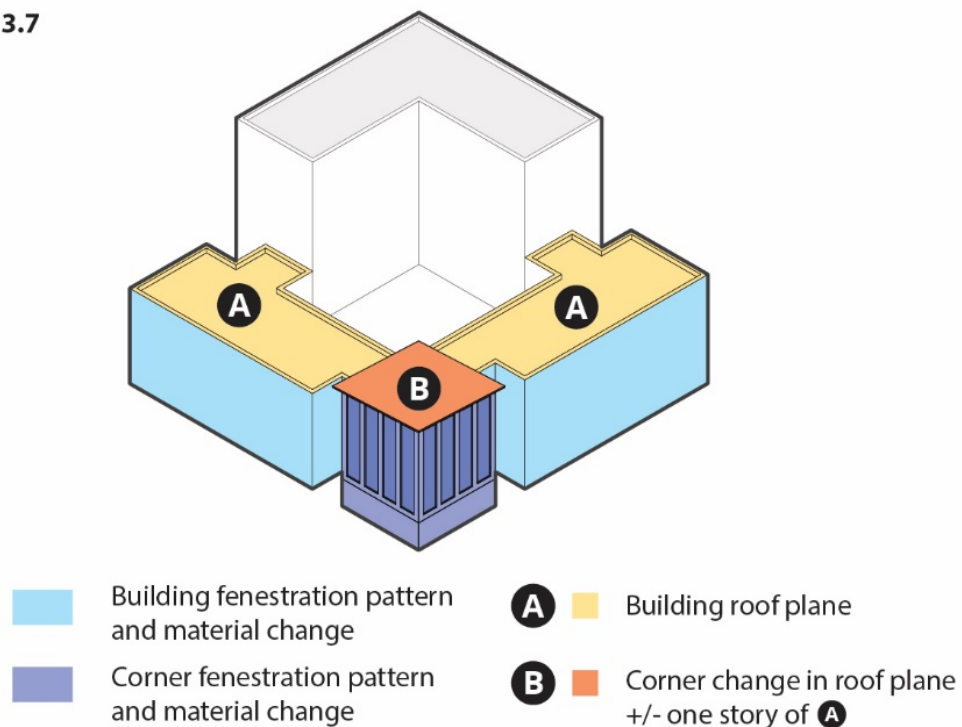 3.7
A
A
B
Building fenestration pattern
and material change
Corner fenestration pattern
and material change
A Building roof plane
B Corner change in roof plane
+/- one story of A